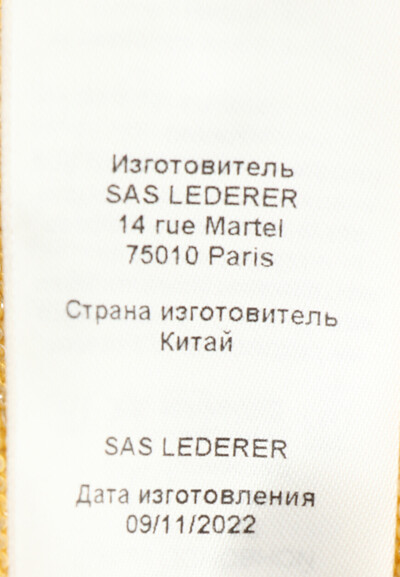 Изготовитель
SAS LEDERER
14 rue Martel
75010 Paris
Страна изготовитель
Китай
SAS LEDERER
Дата изготовления
09/11/2022